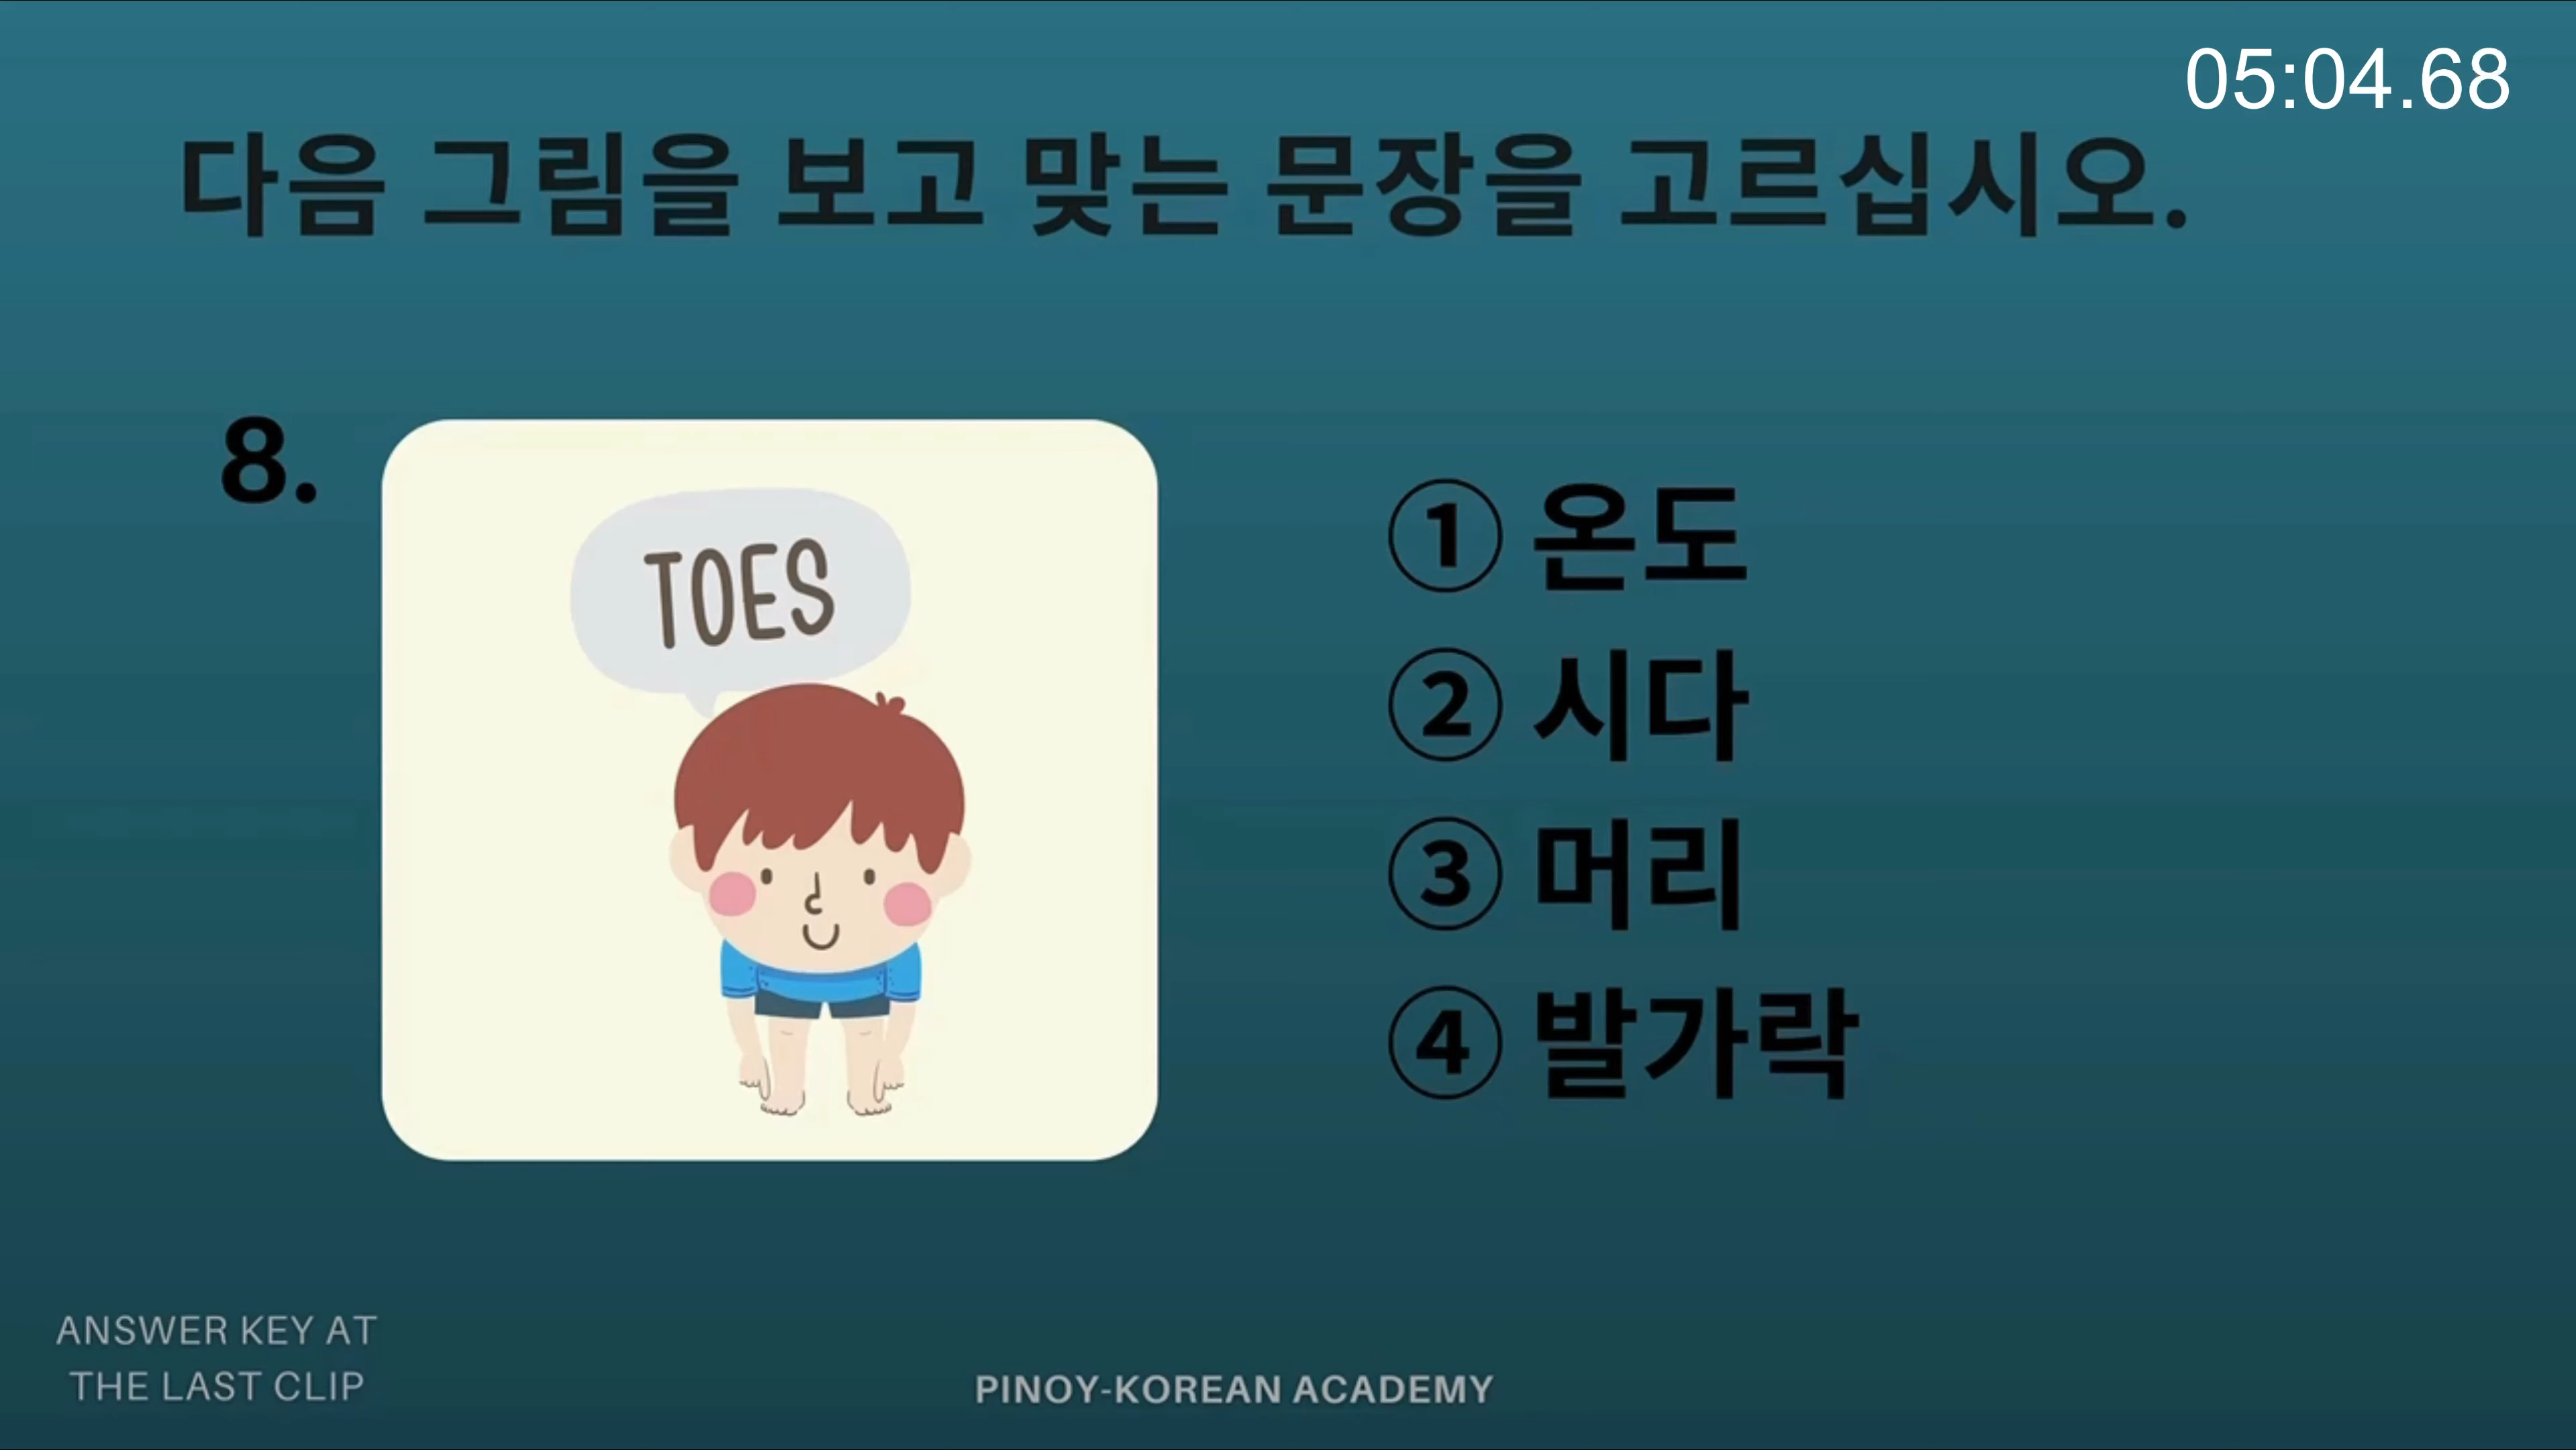 05:04.68
다음 그림을 보고 맞는 문장을 고르십시오.
8.
TOES
① 온도
② 시다
③ 머리
④ 발가락
ANSWER KEY AT
THE LAST CLIP
PINOY-KOREAN ACADEMY